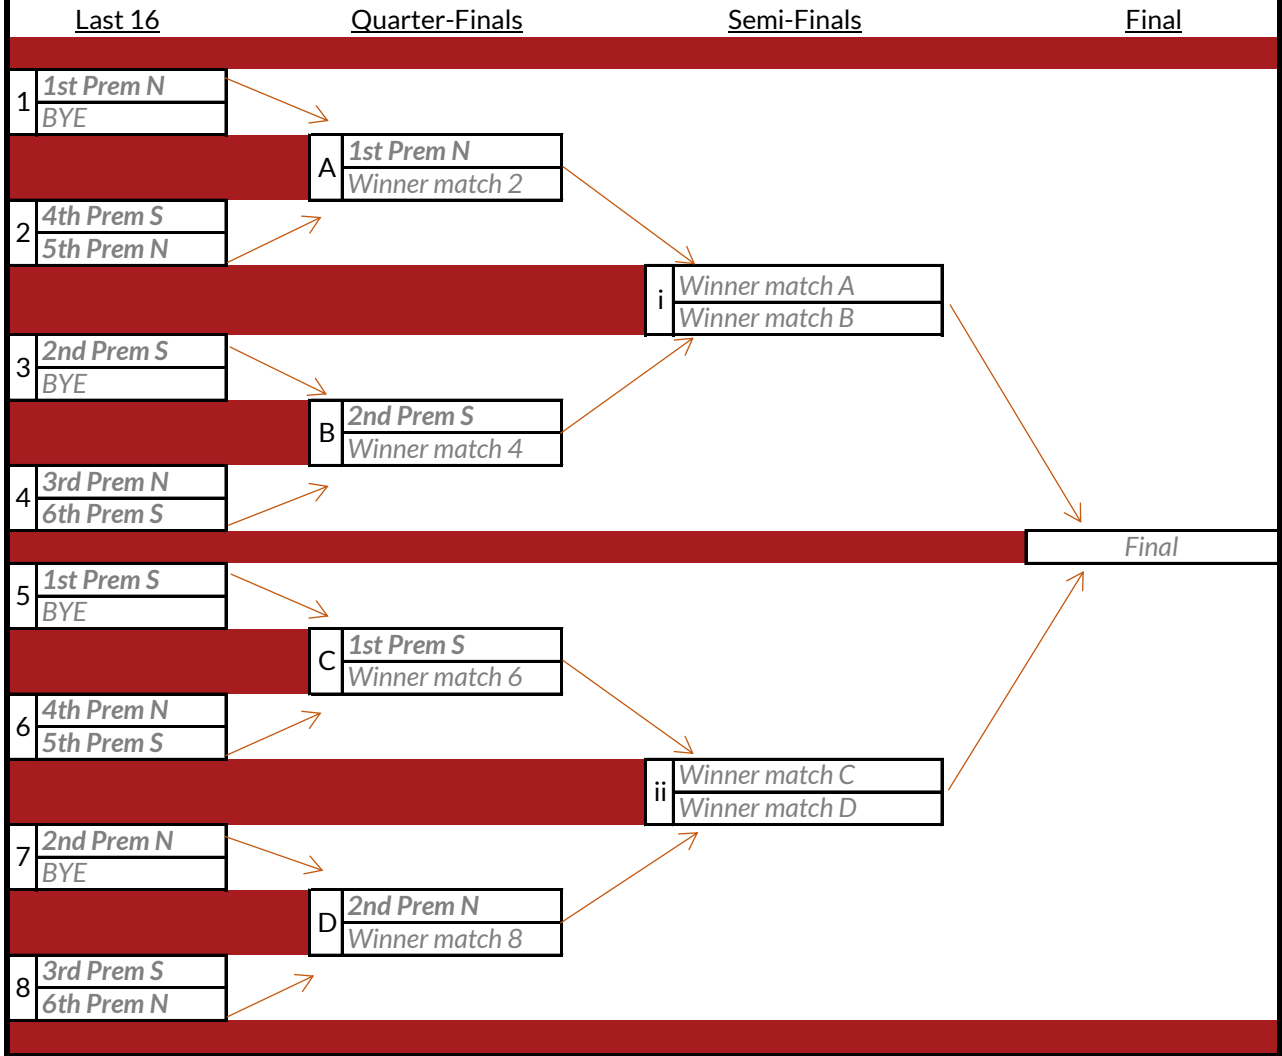 Last 16 Quarter-Finals Semi-Finals Final
1 1st Prem N
BYE
A 1st Prem N
Winner match 2
2 4th Prem S
5th Prem N
i Winner match A
Winner match B
3 2nd Prem S
BYE
B 2nd Prem S
Winner match 4
4 3rd Prem N
6th Prem S
Final
5 1st Prem S
BYE
C 1st Prem S
Winner match 6
6 4th Prem N
5th Prem S
ii Winner match C
Winner match D
7 2nd Prem N
BYE
D 2nd Prem N
Winner match 8
8 3rd Prem S
6th Prem N